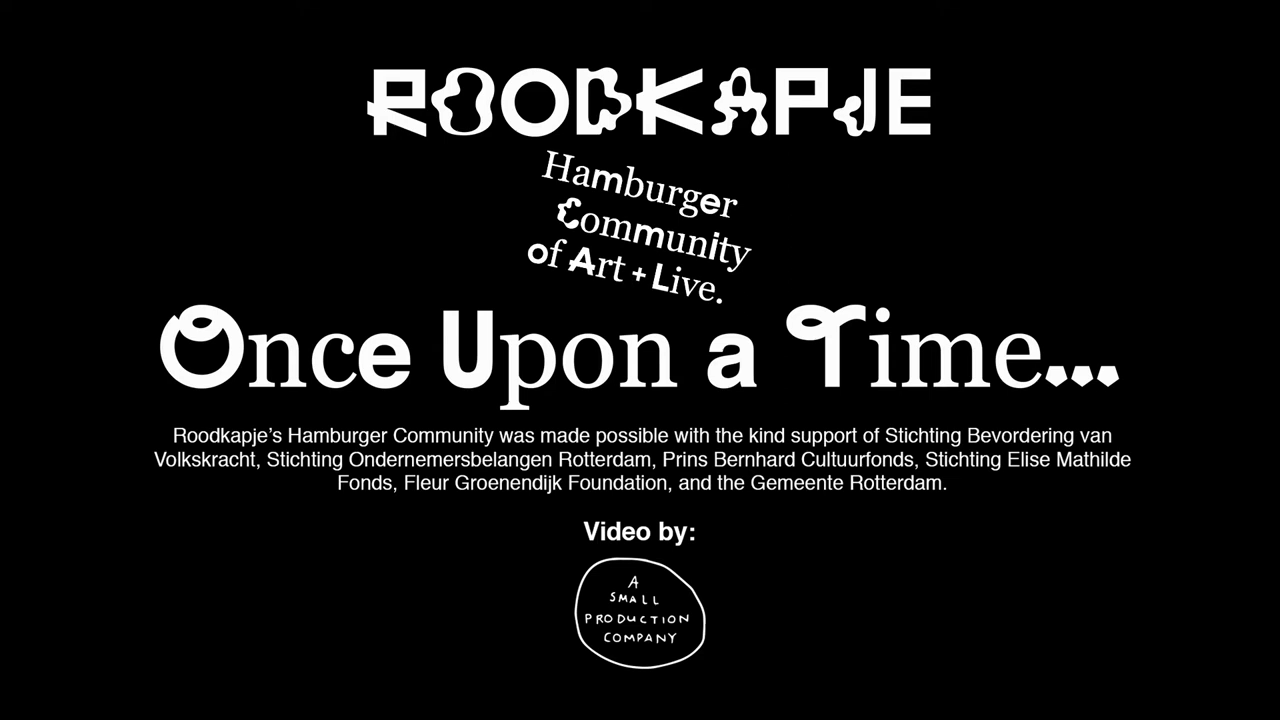 ROODKAPJE
Hamburger
Community
of Art + Live.
Once Upon a Time...
Roodkapje’s Hamburger Community was made possible with the kind support of Stichting Bevordering van
Volkskracht, Stichting Ondernemersbelangen Rotterdam, Prins Bernhard Cultuurfonds, Stichting Elise Mathilde
Fonds, Fleur Groenendijk Foundation, and the Gemeente Rotterdam.
Video by:
A
SMALL
PRODUCTION
COMPANY